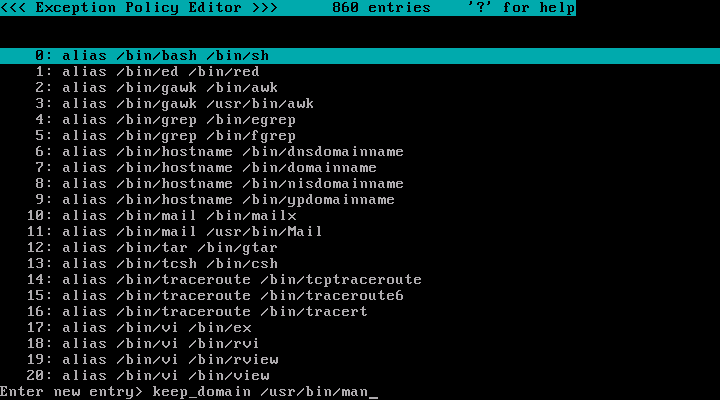 <<< Exception Policy Editor >>>      860 entries    '?' for help
0: alias /bin/bash /bin/sh
1: alias /bin/ed /bin/red
2: alias /bin/gawk /bin/awk
3: alias /bin/gawk /usr/bin/awk
4: alias /bin/grep /bin/egrep
5: alias /bin/grep /bin/fgrep
6: alias /bin/hostname /bin/dnsdomainname
7: alias /bin/hostname /bin/domainname
8: alias /bin/hostname /bin/nisdomainname
9: alias /bin/hostname /bin/ypdomainname
10: alias /bin/mail /bin/mailx
11: alias /bin/mail /usr/bin/Mail
12: alias /bin/tar /bin/gtar
13: alias /bin/tcsh /bin/csh
14: alias /bin/traceroute /bin/tcptraceroute
15: alias /bin/traceroute /bin/traceroute6
16: alias /bin/traceroute /bin/tracert
17: alias /bin/vi /bin/ex
18: alias /bin/vi /bin/rvi
19: alias /bin/vi /bin/rview
20: alias /bin/vi /bin/view
Enter new entry> keep_domain /usr/bin/man_